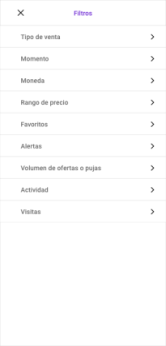 Filtros
Tipo de venta
Momento
Moneda
Rango de precio
Favoritos
Alertas
Volumen de ofertas o pujas
Actividad
Visitas